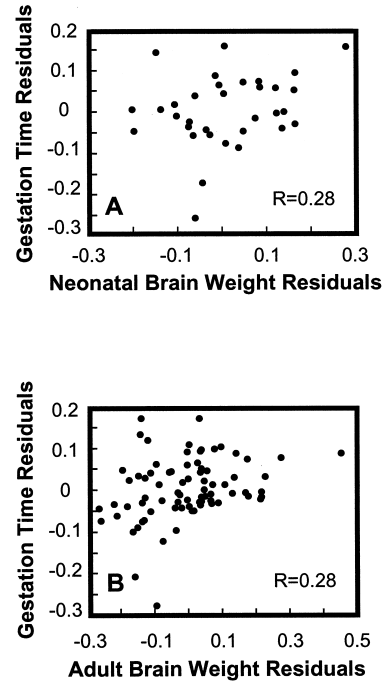 Gestation Time Residuals
0.2
0.1
0
-0.1
-0.2
-0.3
A
R=0.28
-0.3 -0.1 0.1 0.3
Neonatal Brain Weight Residuals
Gestation Time Residuals
0.2
0.1
0
-0.1
-0.2
-0.3
B
R=0.28
-0.3 -0.1 0.1 0.3 0.5
Adult Brain Weight Residuals